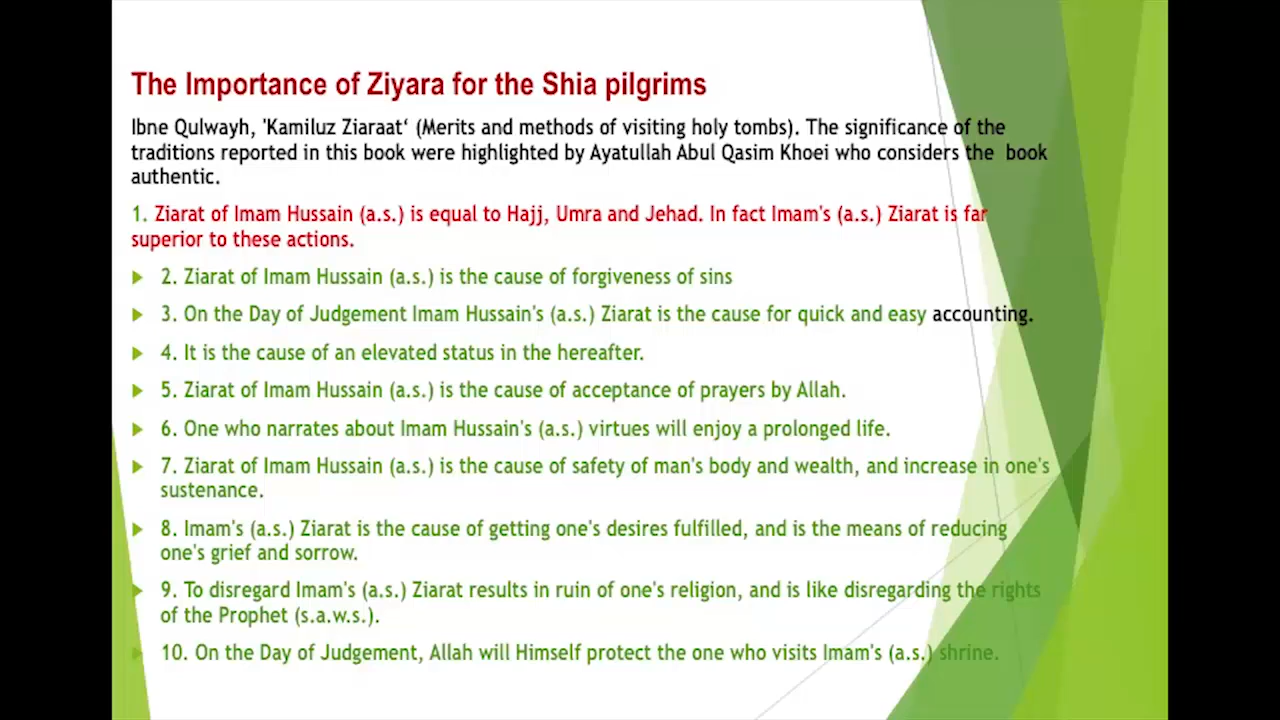 The Importance of Ziyara for the Shia pilgrims
Ibne Qulwayh, 'Kamiluz Ziaraat‘ (Merits and methods of visiting holy tombs). The significance of the
traditions reported in this book were highlighted by Ayatullah Abul Qasim Khoei who considers the book
authentic.
1. Ziarat of Imam Hussain (a.s.) is equal to Hajj, Umra and Jehad. In fact Imam's (a.s.) Ziarat is far
superior to these actions.
2. Ziarat of Imam Hussain (a.s.) is the cause of forgiveness of sins
3. On the Day of Judgement Imam Hussain's (a.s.) Ziarat is the cause for quick and easy accounting.
4. It is the cause of an elevated status in the hereafter.
5. Ziarat of Imam Hussain (a.s.) is the cause of acceptance of prayers by Allah.
6. One who narrates about Imam Hussain's (a.s.) virtues will enjoy a prolonged life.
7. Ziarat of Imam Hussain (a.s.) is the cause of safety of man's body and wealth, and increase in one's
sustenance.
8. Imam's (a.s.) Ziarat is the cause of getting one's desires fulfilled, and is the means of reducing
one's grief and sorrow.
9. To disregard Imam's (a.s.) Ziarat results in ruin of one's religion, and is like disregarding the rights
of the Prophet (s.a.w.s.).
10. On the Day of Judgement, Allah will Himself protect the one who visits Imam's (a.s.) shrine.